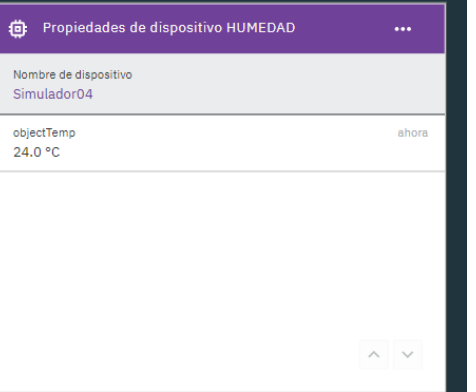 Propiedades de dispositivo HUMEDAD
Nombre de dispositivo
Simulador04
objectTemp ahora
24.0 °C